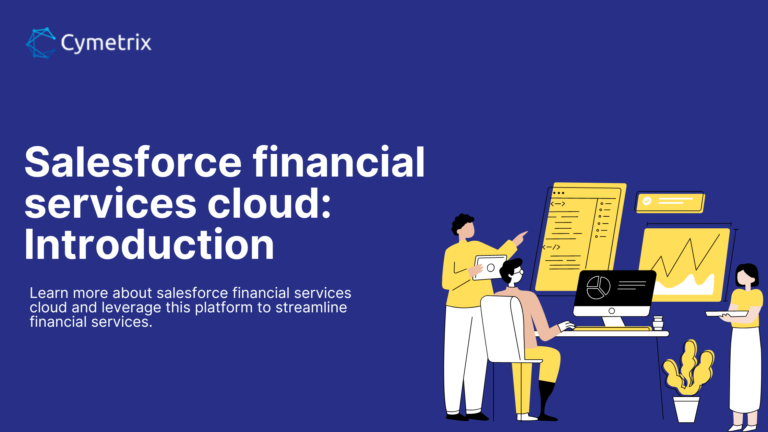 Cymetrix
Salesforce financial
services cloud:
Introduction
Learn more about salesforce financial services
cloud and leverage this platform to streamline
financial services.